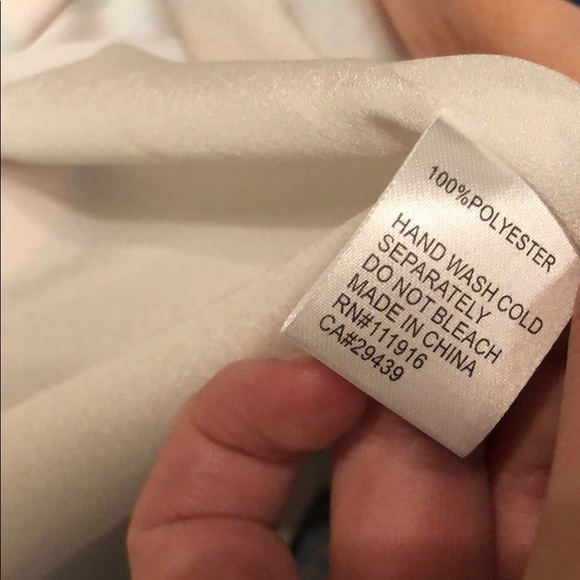 100%POLYESTER
HAND WASH COLD
SEPARATELY
DO NOT BLEACH
MADE IN CHINA
RN#111916
CA#29439